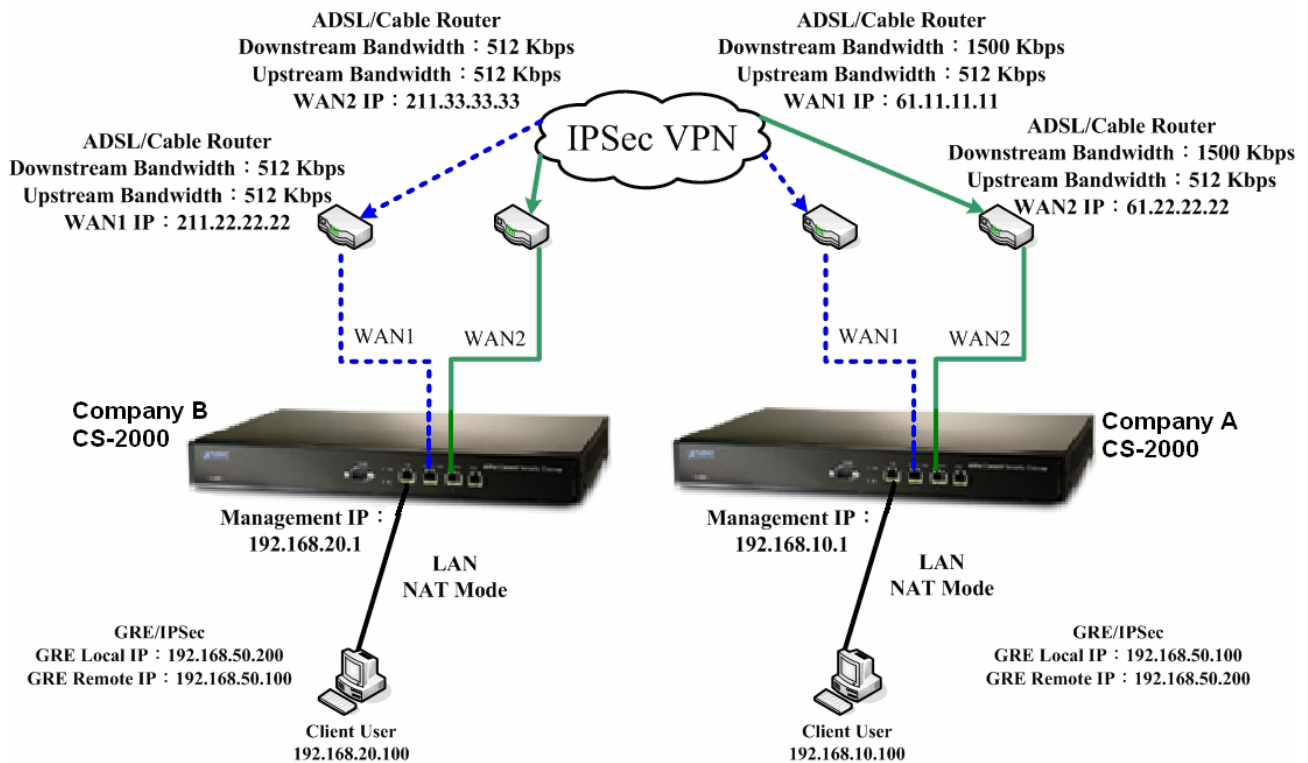 ADSL/Cable Router
Downstream Bandwidth：512 Kbps
Upstream Bandwidth：512 Kbps
WAN2 IP：211.33.33.33
ADSL/Cable Router
Downstream Bandwidth：1500 Kbps
Upstream Bandwidth：512 Kbps
WAN1 IP：61.11.11.11
IPSec VPN
ADSL/Cable Router
Downstream Bandwidth：512 Kbps
Upstream Bandwidth：512 Kbps
WAN1 IP：211.22.22.22
ADSL/Cable Router
Downstream Bandwidth：1500 Kbps
Upstream Bandwidth：512 Kbps
WAN2 IP：61.22.22.22
WAN1
WAN2
WAN1
WAN2
Company B
CS-2000
Company A
CS-2000
Management IP：
192.168.20.1
Management IP：
192.168.10.1
LAN
NAT Mode
LAN
NAT Mode
GRE/IPSec
GRE Local IP：192.168.50.200
GRE Remote IP：192.168.50.100
GRE/IPSec
GRE Local IP：192.168.50.100
GRE Remote IP：192.168.50.200
Client User
192.168.20.100
Client User
192.168.10.100